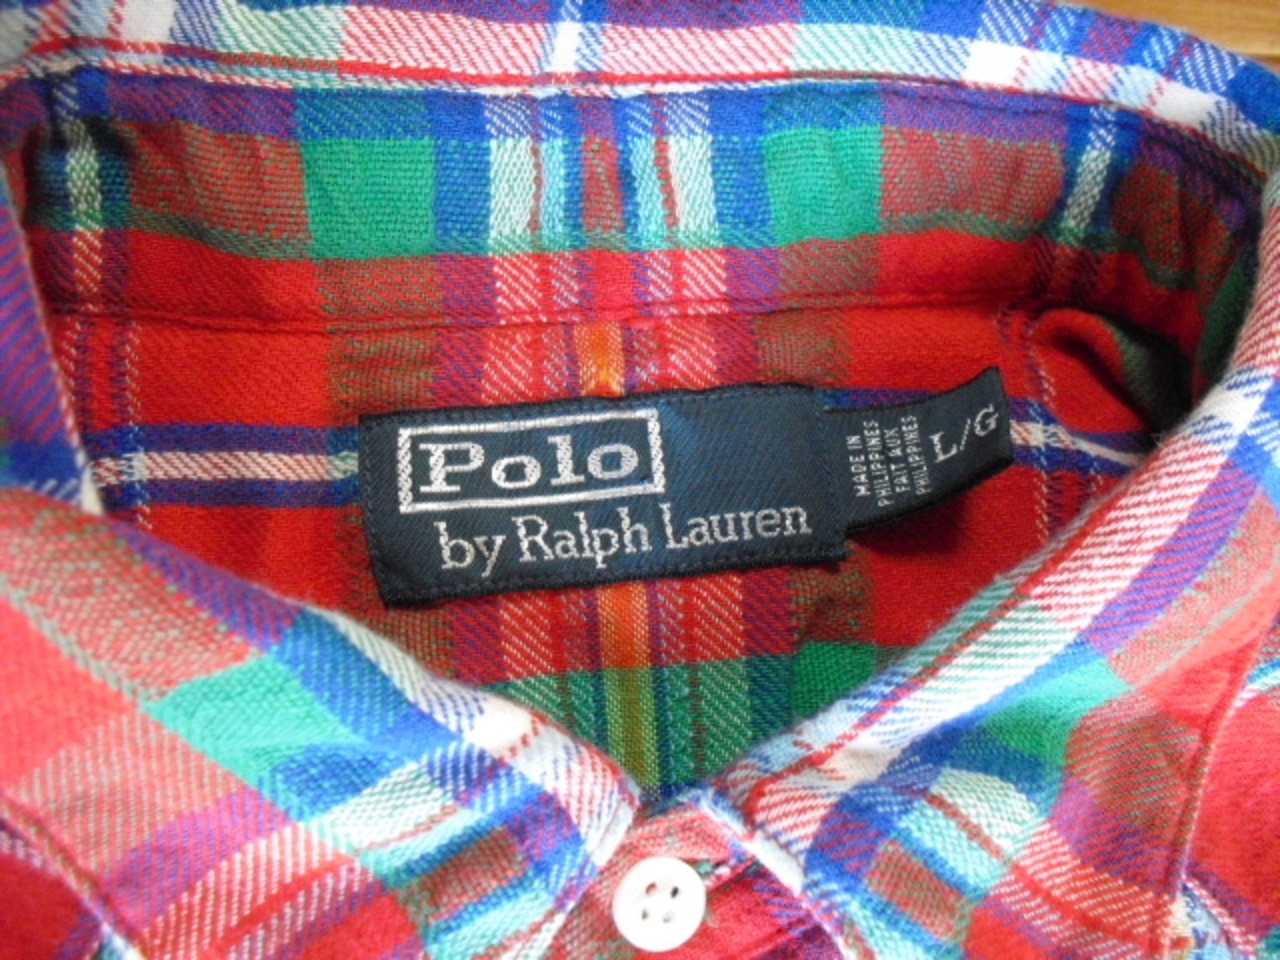 Polo
by Ralph Lauren
MADE IN
PHILIPPINES
FAIT AUX
PHILIPPINES
L/G